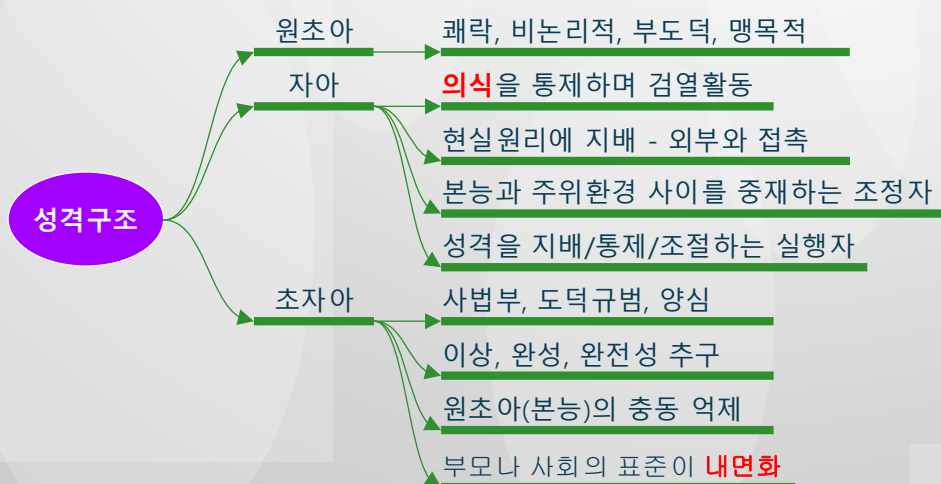 성격구조
원초아
쾌락, 비논리적, 부도덕, 맹목적
자아
의식을 통제하며 검열활동
현실원리에 지배 - 외부와 접촉
본능과 주위환경 사이를 중재하는 조정자
성격을 지배/통제/조절하는 실행자
초자아
사법부, 도덕규범, 양심
이상, 완성, 완전성 추구
원초아(본능)의 충동 억제
부모나 사회의 표준이 내면화